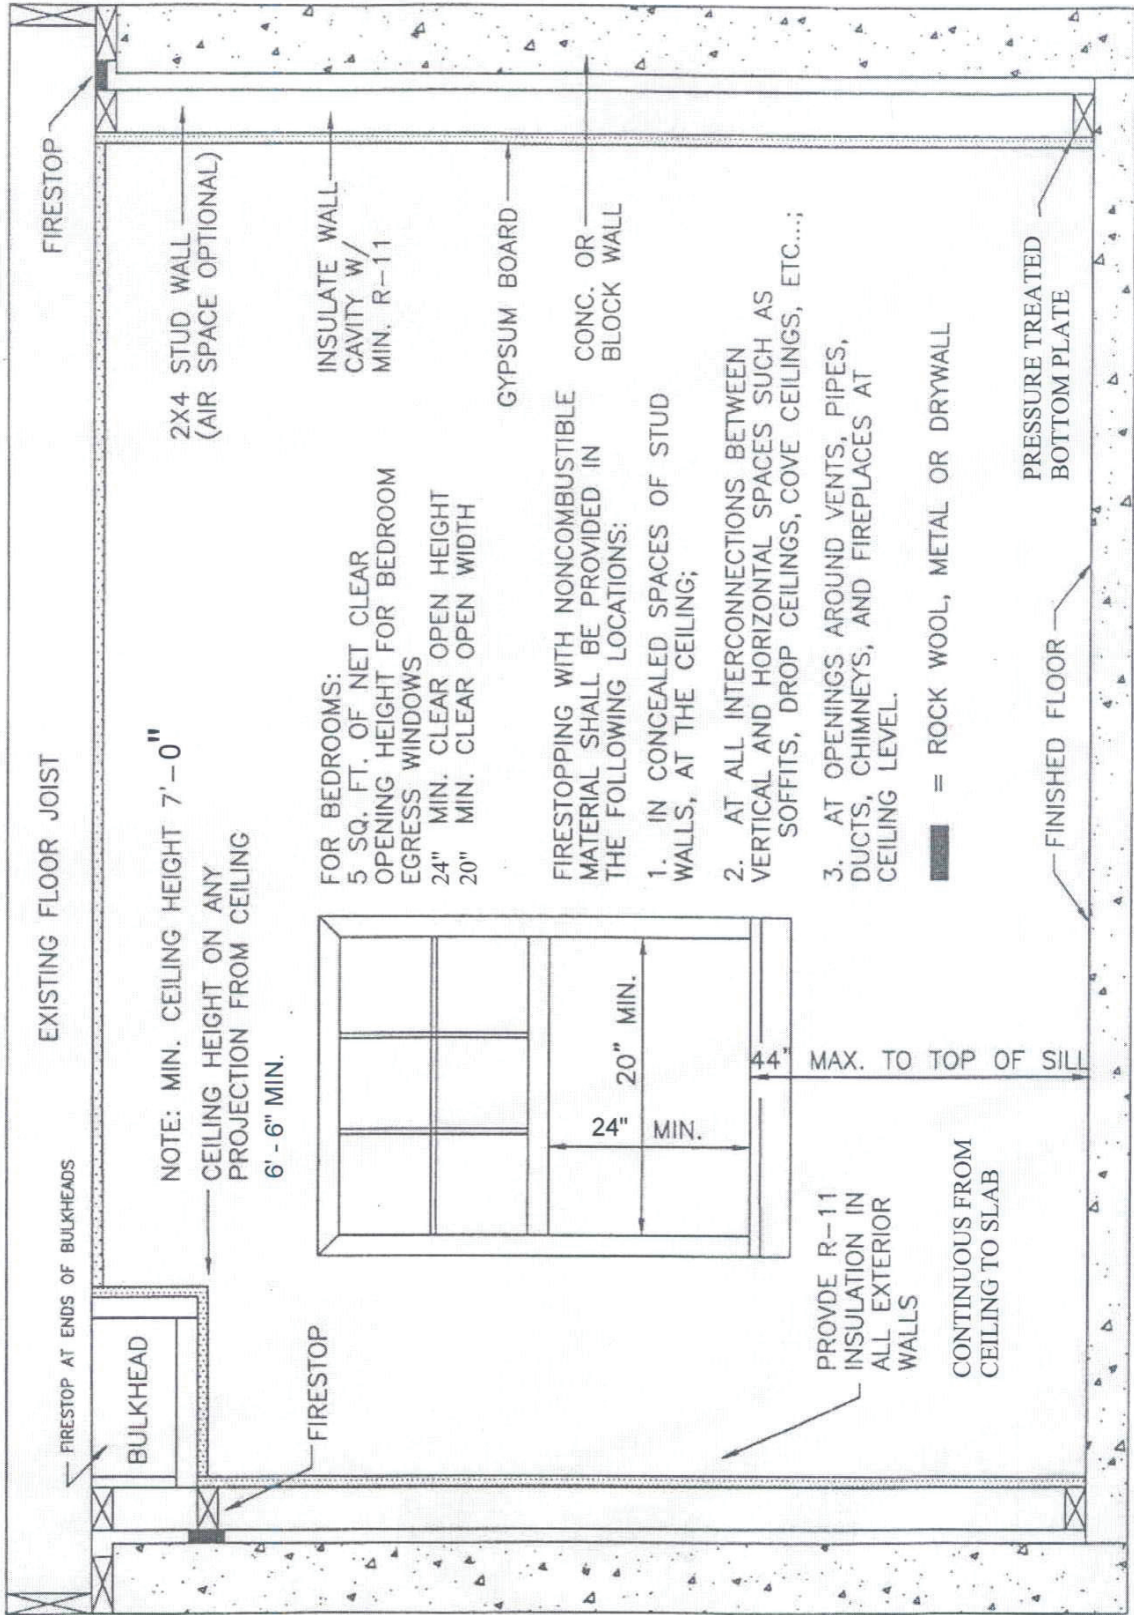 EXISTING FLOOR JOIST
FIRESTOP AT ENDS OF BULKHEADS
BULKHEAD
FIRESTOP
NOTE: MIN. CEILING HEIGHT 7'-0"
CEILING HEIGHT ON ANY
PROJECTION FROM CEILING
6' - 6" MIN.
FIRESTOP
2X4 STUD WALL
(AIR SPACE OPTIONAL)
INSULATE WALL
CAVITY W/
MIN. R-11
GYPSUM BOARD
CONC. OR
BLOCK WALL
FOR BEDROOMS:
5 SQ. FT. OF NET CLEAR
OPENING HEIGHT FOR BEDROOM
EGRESS WINDOWS
24" MIN. CLEAR OPEN HEIGHT
20" MIN. CLEAR OPEN WIDTH
FIRESTOPPING WITH NONCOMBUSTIBLE
MATERIAL SHALL BE PROVIDED IN
THE FOLLOWING LOCATIONS:
1. IN CONCEALED SPACES OF STUD
WALLS, AT THE CEILING;
2. AT ALL INTERCONNECTIONS BETWEEN
VERTICAL AND HORIZONTAL SPACES SUCH AS
SOFFITS, DROP CEILINGS, COVE CEILINGS, ETC...;
3. AT OPENINGS AROUND VENTS, PIPES,
DUCTS, CHIMNEYS, AND FIREPLACES AT
CEILING LEVEL.
= ROCK WOOL, METAL OR DRYWALL
20" MIN.
24" MIN.
44" MAX. TO TOP OF SILL
PROVDE R-11
INSULATION IN
ALL EXTERIOR
WALLS
CONTINUOUS FROM
CEILING TO SLAB
FINISHED FLOOR
PRESSURE TREATED
BOTTOM PLATE